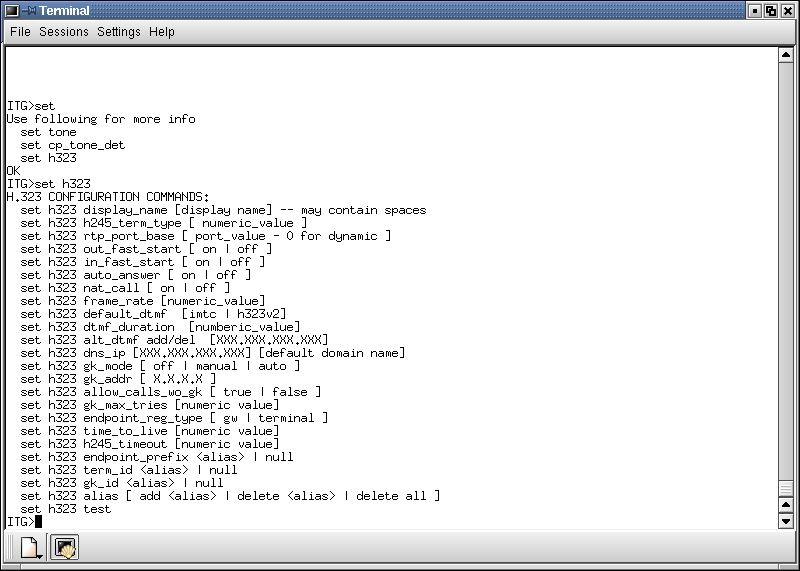 Terminal
File Sessions Settings Help
ITG>set
Use following for more info
  set tone
  set cp_tone_det
  set h323
OK
ITG>set h323
H.323 CONFIGURATION COMMANDS:
  set h323 display_name [display name] -- may contain spaces
  set h323 h245_term_type [ numeric_value ]
  set h323 rtp_port_base [ port_value - 0 for dynamic ]
  set h323 out_fast_start [ on | off ]
  set h323 in_fast_start [ on | off ]
  set h323 auto_answer [ on | off ]
  set h323 nat_call [ on | off ]
  set h323 frame_rate [numeric_value]
  set h323 default_dtmf  [imtc | h323v2]
  set h323 dtmf_duration  [numberic_value]
  set h323 alt_dtmf add/del  [XXX.XXX.XXX.XXX]
  set h323 dns_ip [XXX.XXX.XXX.XXX] [default domain name]
  set h323 gk_mode [ off | manual | auto ]
  set h323 gk_addr [ X.X.X.X ]
  set h323 allow_calls_wo_gk [ true | false ]
  set h323 gk_max_tries [numeric value]
  set h323 endpoint_reg_type [ gw | terminal ]
  set h323 time_to_live [numeric value]
  set h323 h245_timeout [numeric value]
  set h323 endpoint_prefix <alias> | null
  set h323 term_id <alias> | null
  set h323 gk_id <alias> | null
  set h323 alias [ add <alias> | delete <alias> | delete all ]
  set h323 test
ITG>